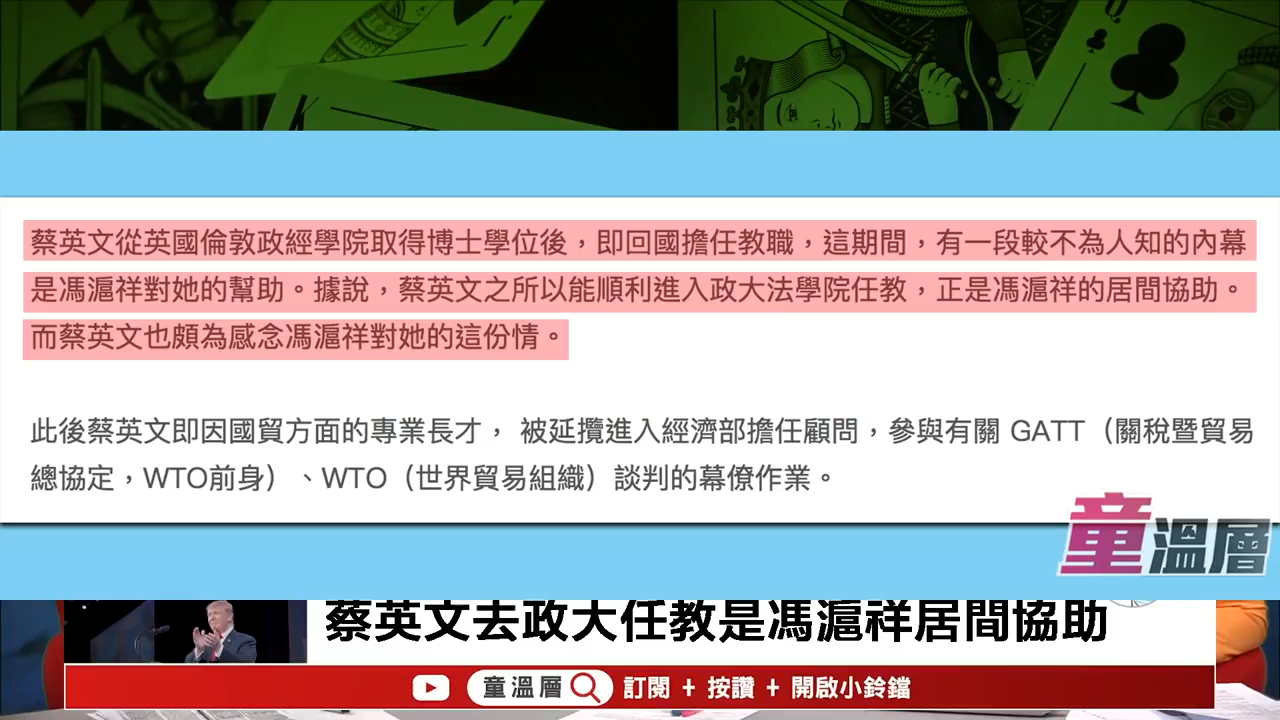 蔡英文從英國倫敦政經學院取得博士學位後，即回國擔任教職，這期間，有一段較不為人知的內幕
是馮滬祥對她的幫助。據說，蔡英文之所以能順利進入政大法學院任教，正是馮滬祥的居間協助。
而蔡英文也頗為感念馮滬祥對她的這份情。
此後蔡英文即因國貿方面的專業長才， 被延攬進入經濟部擔任顧問，參與有關 GATT（關稅暨貿易
總協定，WTO前身）、WTO（世界貿易組織）談判的幕僚作業。
童溫層
蔡英文去政大任教是馮滬祥居間協助
童溫層 訂閱 + 按讚 + 開啟小鈴鐺